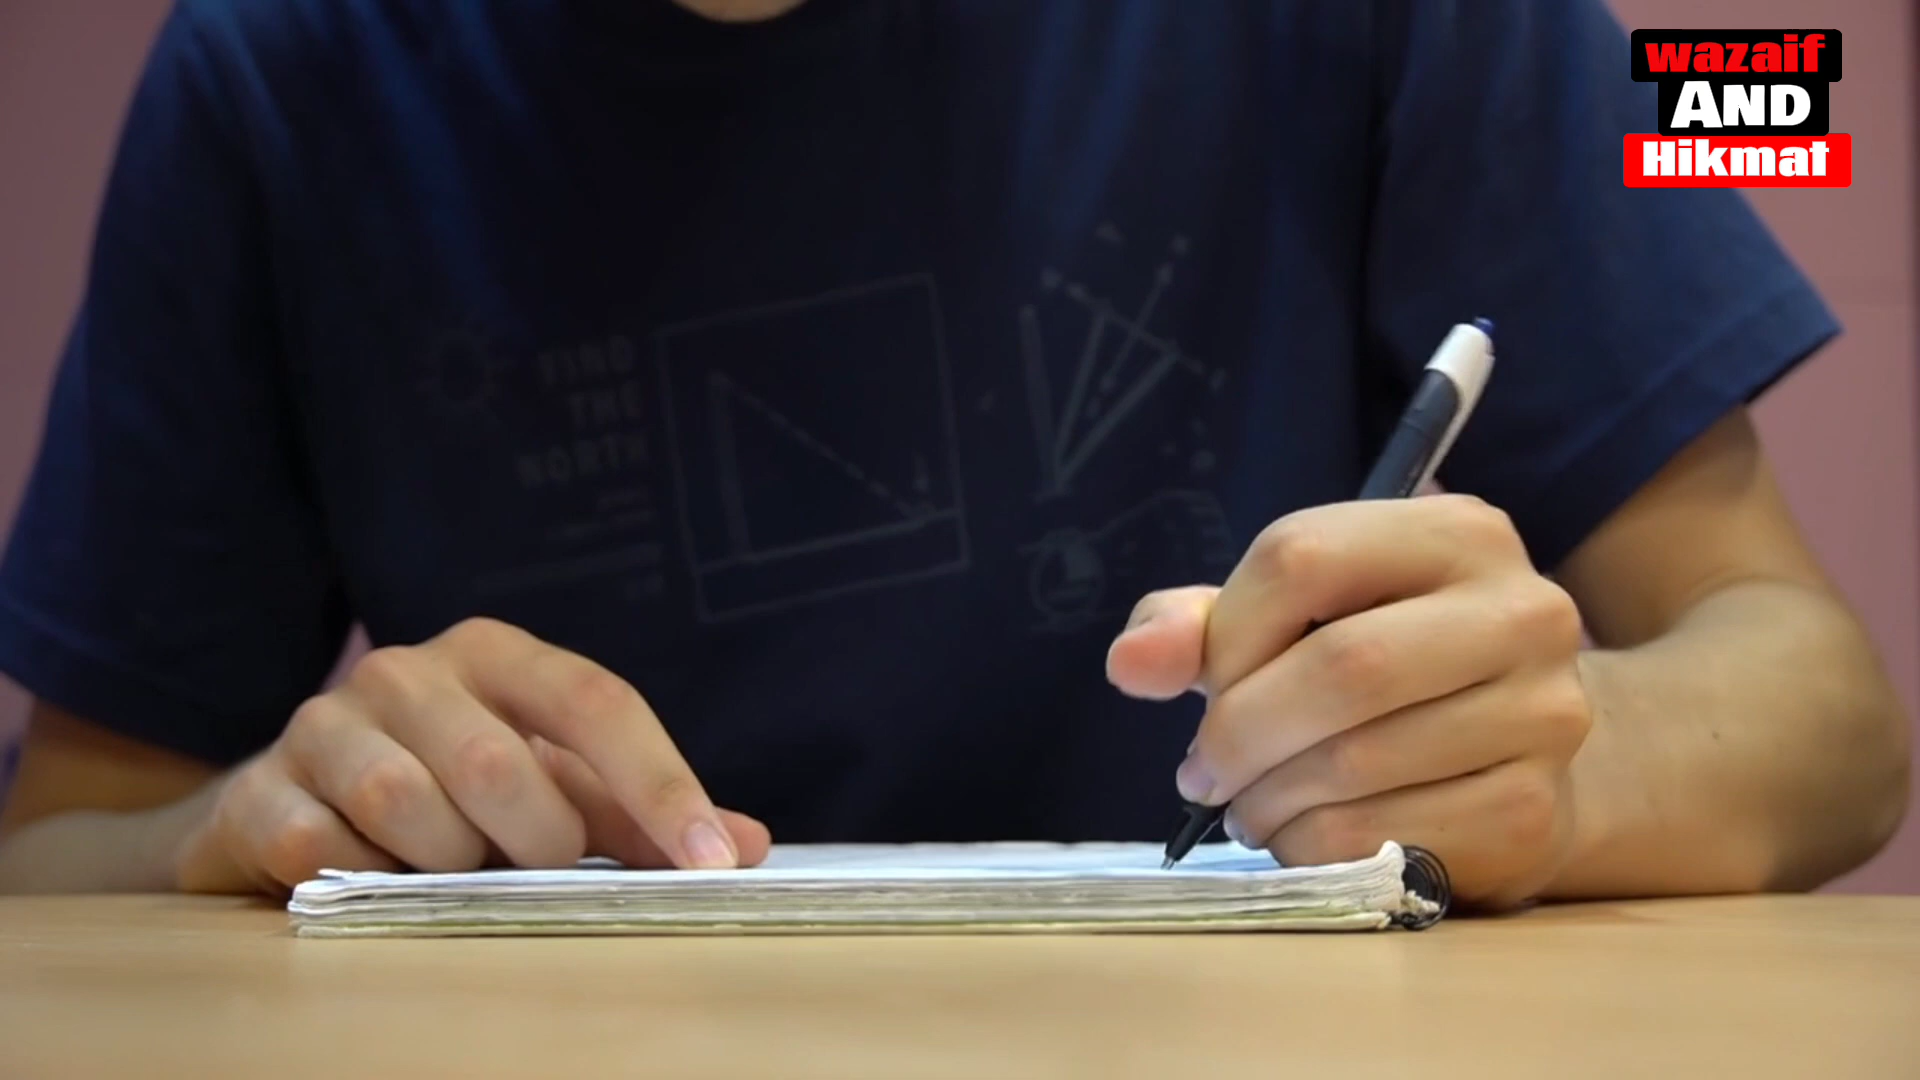 wazaif
AND
Hikmat
FIND
THE
NORTH